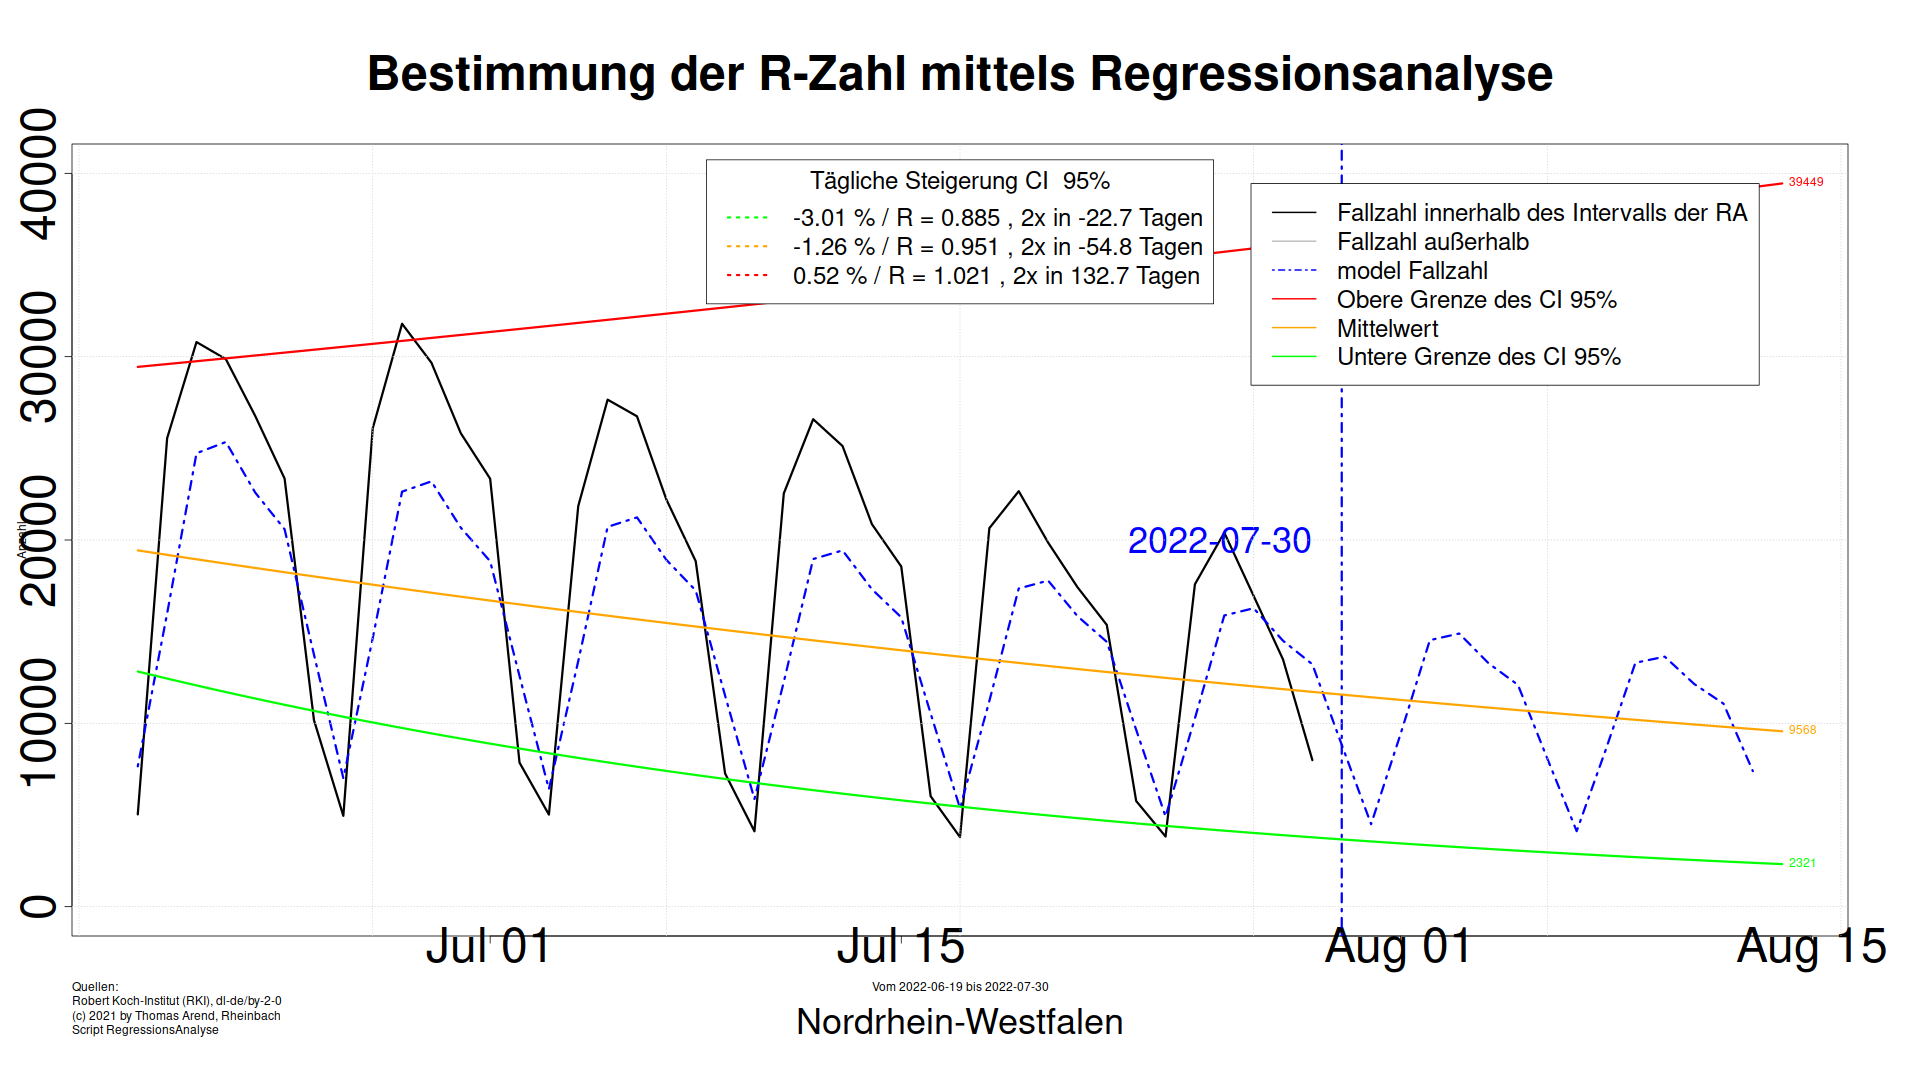 Bestimmung der R-Zahl mittels Regressionsanalyse
Anzahl
40000
30000
20000
10000
0
Tägliche Steigerung CI  95%
-3.01 % / R = 0.885 , 2x in -22.7 Tagen
-1.26 % / R = 0.951 , 2x in -54.8 Tagen
0.52 % / R = 1.021 , 2x in 132.7 Tagen
Fallzahl innerhalb des Intervalls der RA
Fallzahl außerhalb
model Fallzahl
Obere Grenze des CI 95%
Mittelwert
Untere Grenze des CI 95%
39449
2022-07-30
9568
2321
Jul 01
Jul 15
Aug 01
Aug 15
Quellen:
Robert Koch-Institut (RKI), dl-de/by-2-0
(c) 2021 by Thomas Arend, Rheinbach
Script RegressionsAnalyse
Vom 2022-06-19 bis 2022-07-30
Nordrhein-Westfalen